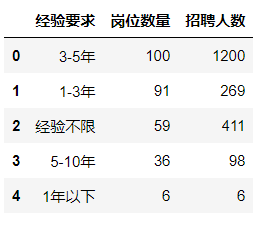 经验要求 岗位数量 招聘人数
0 3-5年 100 1200
1 1-3年 91 269
2 经验不限 59 411
3 5-10年 36 98
4 1年以下 6 6